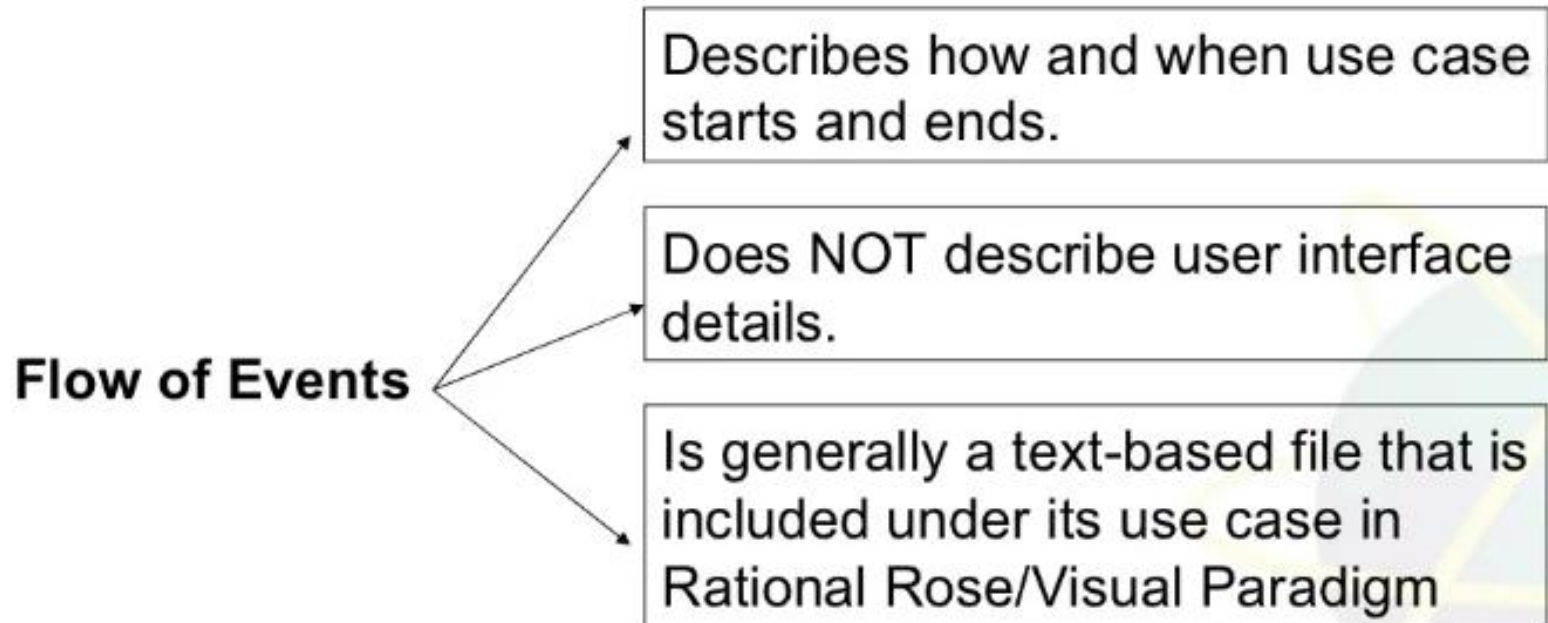 Describes how and when use case
starts and ends.
Does NOT describe user interface
details.
Flow of Events
Is generally a text-based file that is
included under its use case in
Rational Rose/Visual Paradigm